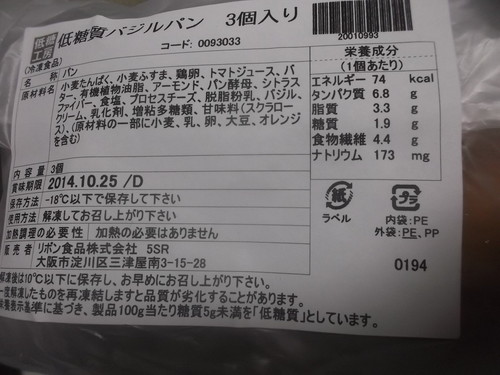 低糖工房
低糖質バジルパン 3個入り
コード: 0093033
20010993
(冷凍食品)
名 称 パン
原材料名 小麦たんぱく、小麦ふすま、鶏卵、トマトジュース、バ
ター、有機植物油脂、アーモンド、パン酵母、シトラス
ファイバー、食塩、プロセスチーズ、脱脂粉乳、バジル、
クリーム、乳化剤、増粘多糖類、甘味料(スクラロー
ス)、(原材料の一部に小麦、乳、卵、大豆、オレンジ
を含む)
内 容 量 3個
賞味期限 2014.10.25 /D
保存方法 -18℃以下で保存して下さい
使用方法 解凍してお召し上がり下さい
加熱調理の必要性 加熱の必要はありません
販 売 者 リボン食品株式会社 5SR
大阪市淀川区三津屋南3-15-28
解凍後は10℃以下に保存し、お早めにお召し上がり下さい。
一度解凍したものを再凍結しますと品質が劣化することがあります。
栄養表示基準に基づき、製品100g当たり糖質5g未満を「低糖質」としています。
栄養成分
(1個あたり)
エネルギー 74 kcal
タンパク質 6.8 g
脂質 3.3 g
糖質 1.9 g
食物繊維 4.4 g
ナトリウム 173 mg
紙
ラベル
プラ
内袋:PE
外袋:PE, PP
0194